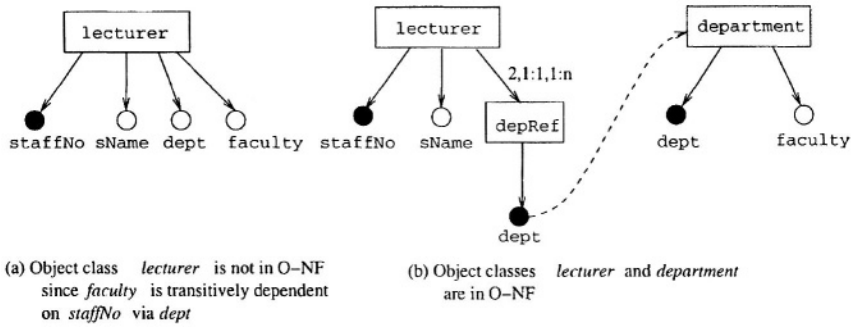 lecturer
staffNo sName dept faculty
lecturer
2,1:1,1:n
staffNo sName depRef
dept
department
dept faculty
(a) Object class lecturer is not in O–NF
since faculty is transitively dependent
on staffNo via dept
(b) Object classes lecturer and department
are in O–NF